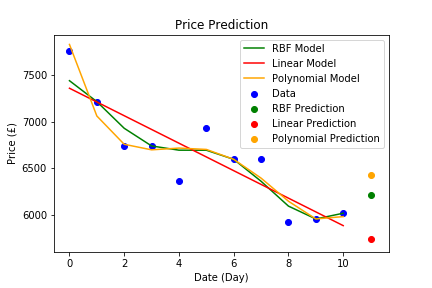 Price Prediction
RBF Model
Linear Model
Polynomial Model
Data
RBF Prediction
Linear Prediction
Polynomial Prediction
7500
7000
6500
6000
Price (£)
0 2 4 6 8 10
Date (Day)